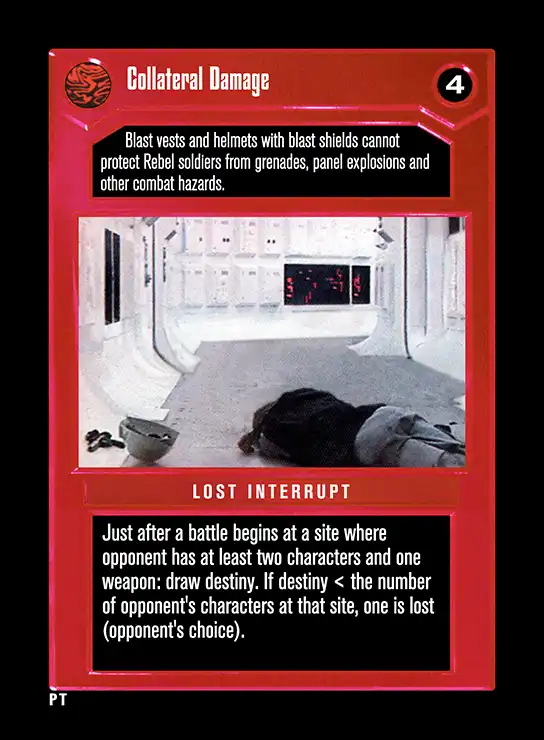 Collateral Damage
4
Blast vests and helmets with blast shields cannot
protect Rebel soldiers from grenades, panel explosions and
other combat hazards.
LOST INTERRUPT
Just after a battle begins at a site where
opponent has at least two characters and one
weapon: draw destiny. If destiny < the number
of opponent's characters at that site, one is lost
(opponent's choice).
PT